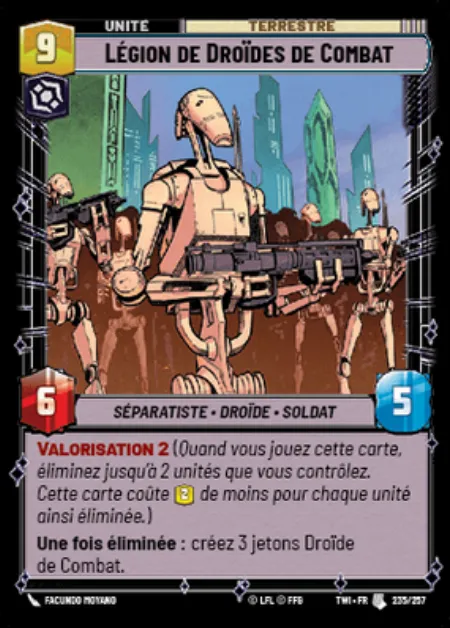 UNITÉ
TERRESTRE
9
Légion de Droïdes de Combat
6
SÉPARATISTE • DROÏDE • SOLDAT
5
VALORISATION 2 (Quand vous jouez cette carte,
éliminez jusqu'à 2 unités que vous contrôlez.
Cette carte coûte 2 de moins pour chaque unité
ainsi éliminée.)
Une fois éliminée : créez 3 jetons Droïde
de Combat.
FACUNDO MOYANO
© LFL © FFG
TWI • FR
235/257